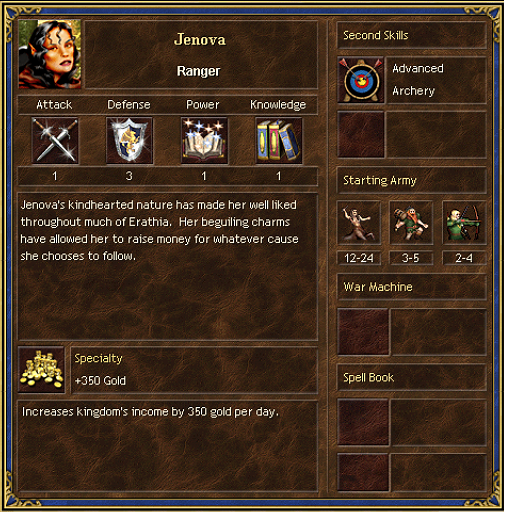 Jenova
Ranger
Attack Defense Power Knowledge
1 3 1 1
Jenova's kindhearted nature has made her well liked
throughout much of Erathia. Her beguiling charms
have allowed her to raise money for whatever cause
she chooses to follow.
Specialty
+350 Gold
Increases kingdom's income by 350 gold per day.
Second Skills
Advanced
Archery
Starting Army
12-24 3-5 2-4
War Machine
Spell Book